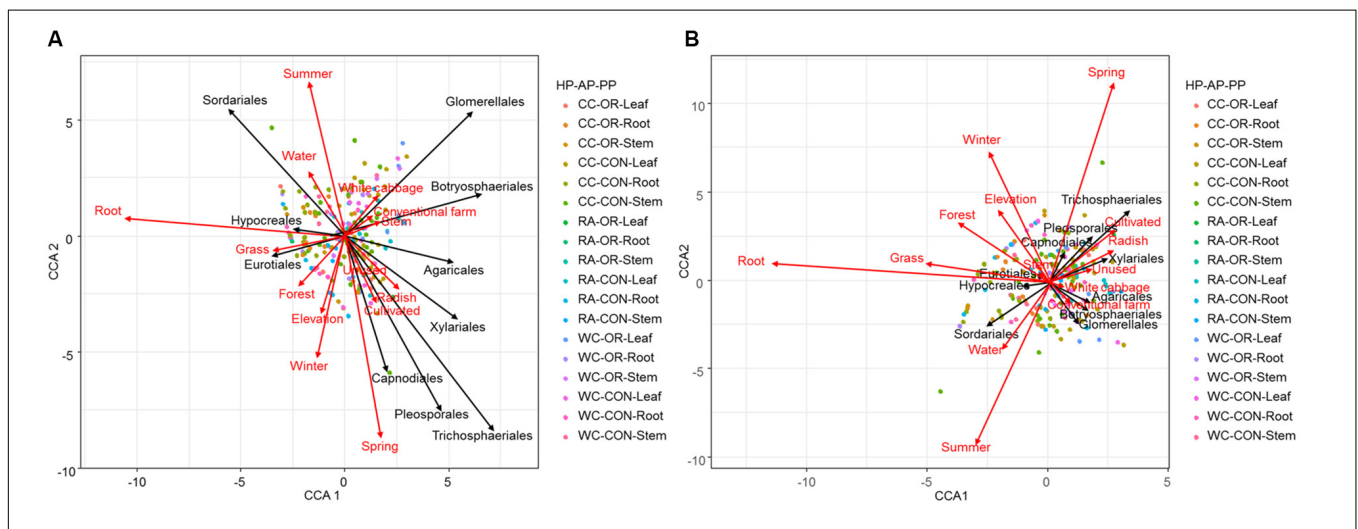 A
Summer
Sordariales
Glomerellales
Water
White cabbage
Botryosphaeriales
Root
Conventional farm
Hypocreales
Stem
Grass
Eurotiales
Unused
Agaricales
Forest
Radish
Elevation
Cultivated
Xylariales
Winter
Capnodiales
Pleosporales
Trichosphaeriales
Spring
5
0
-5
-10
CCA 2
-10
-5
0
5
CCA 1
HP-AP-PP
CC-OR-Leaf
CC-OR-Root
CC-OR-Stem
CC-CON-Leaf
CC-CON-Root
CC-CON-Stem
RA-OR-Leaf
RA-OR-Root
RA-OR-Stem
RA-CON-Leaf
RA-CON-Root
RA-CON-Stem
WC-OR-Leaf
WC-OR-Root
WC-OR-Stem
WC-CON-Leaf
WC-CON-Root
WC-CON-Stem
B
Spring
Winter
Elevation
Trichosphaeriales
Forest
Cultivated
Pleosporales
Capnodiales
Radish
Root
Grass
Stem
Xylariales
Eurotiales
Unused
Hypocreales
White cabbage
Agaricales
Conventional farm
Botryosphaeriales
Sordariales
Glomerellales
Water
Summer
10
5
0
-5
-10
CCA2
-10
-5
0
5
CCA1
HP-AP-PP
CC-OR-Leaf
CC-OR-Root
CC-OR-Stem
CC-CON-Leaf
CC-CON-Root
CC-CON-Stem
RA-OR-Leaf
RA-OR-Root
RA-OR-Stem
RA-CON-Leaf
RA-CON-Root
RA-CON-Stem
WC-OR-Leaf
WC-OR-Root
WC-OR-Stem
WC-CON-Leaf
WC-CON-Root
WC-CON-Stem